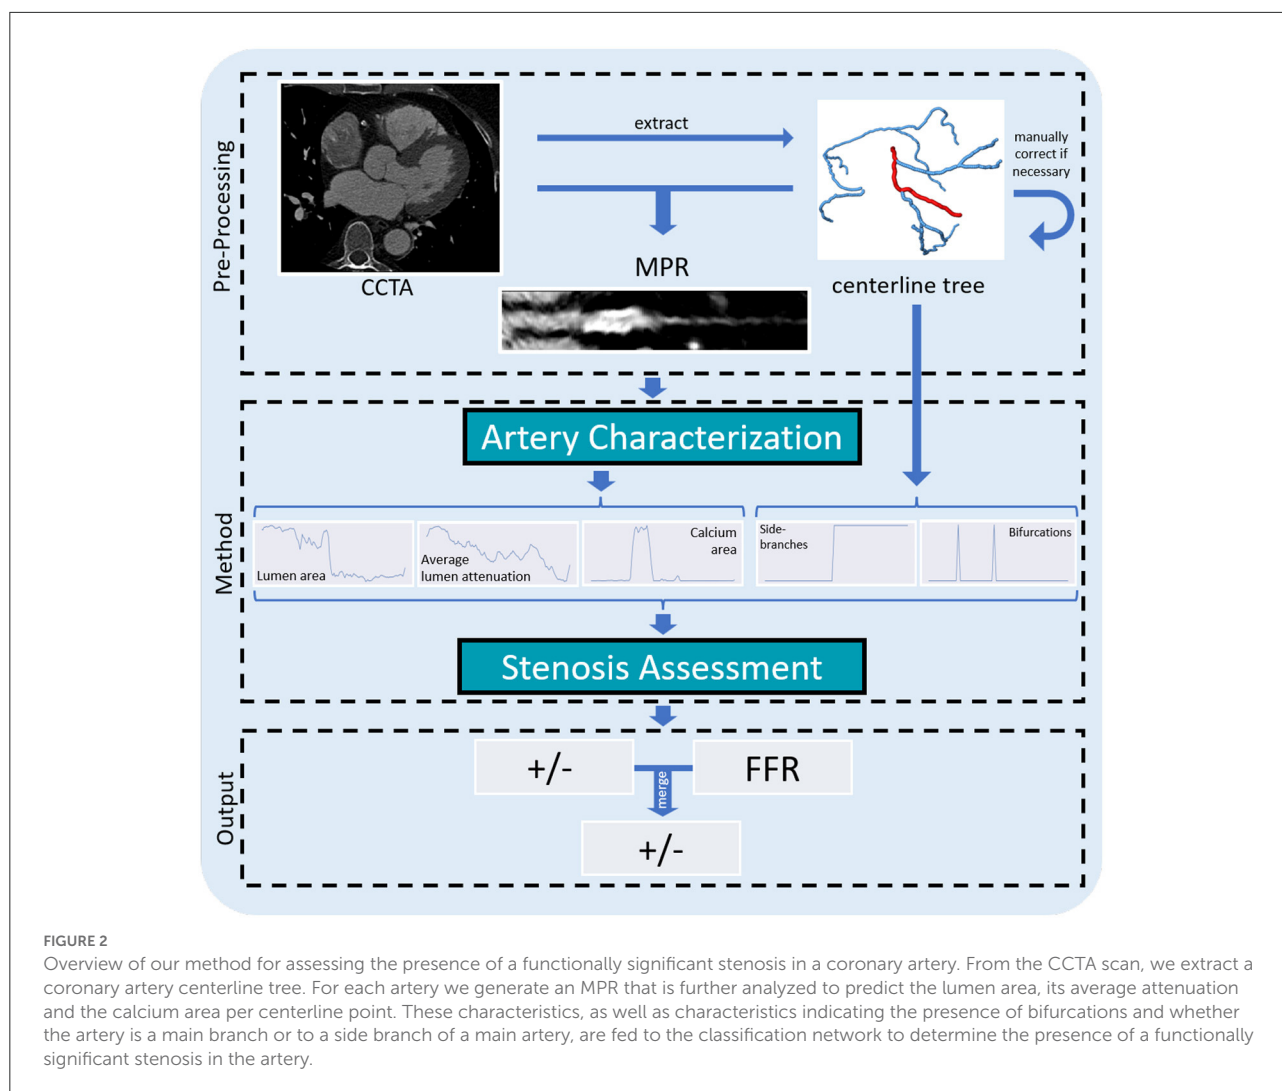 Pre-Processing
extract
manually
correct if
necessary
CCTA
MPR
centerline tree
Method
Artery Characterization
Lumen area
Average
lumen attenuation
Calcium
area
Side-
branches
Bifurcations
Stenosis Assessment
Output
+/-
merge
FFR
+/-
FIGURE 2
Overview of our method for assessing the presence of a functionally significant stenosis in a coronary artery. From the CCTA scan, we extract a
coronary artery centerline tree. For each artery we generate an MPR that is further analyzed to predict the lumen area, its average attenuation
and the calcium area per centerline point. These characteristics, as well as characteristics indicating the presence of bifurcations and whether
the artery is a main branch or to a side branch of a main artery, are fed to the classification network to determine the presence of a functionally
significant stenosis in the artery.